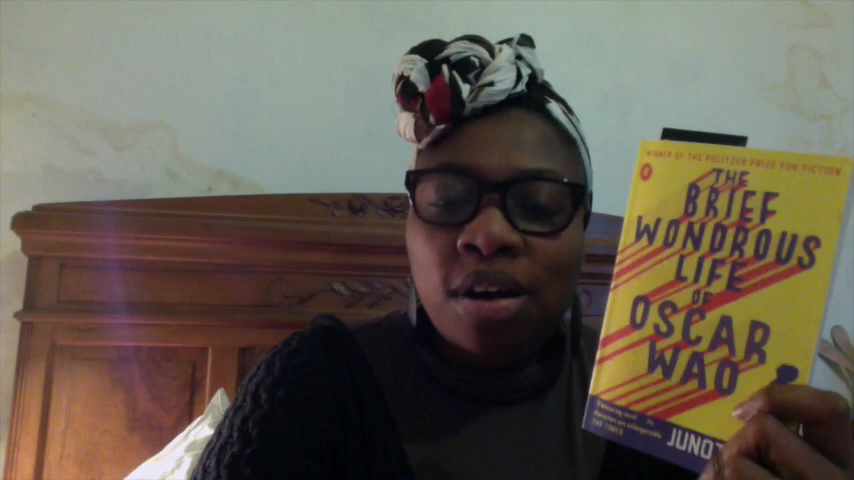 WINNER OF THE PULITZER PRIZE FOR FICTION
THE
BRIEF
WONDROUS
LIFE
OF
OSCAR
WAO
THE TIMES
JUNOT